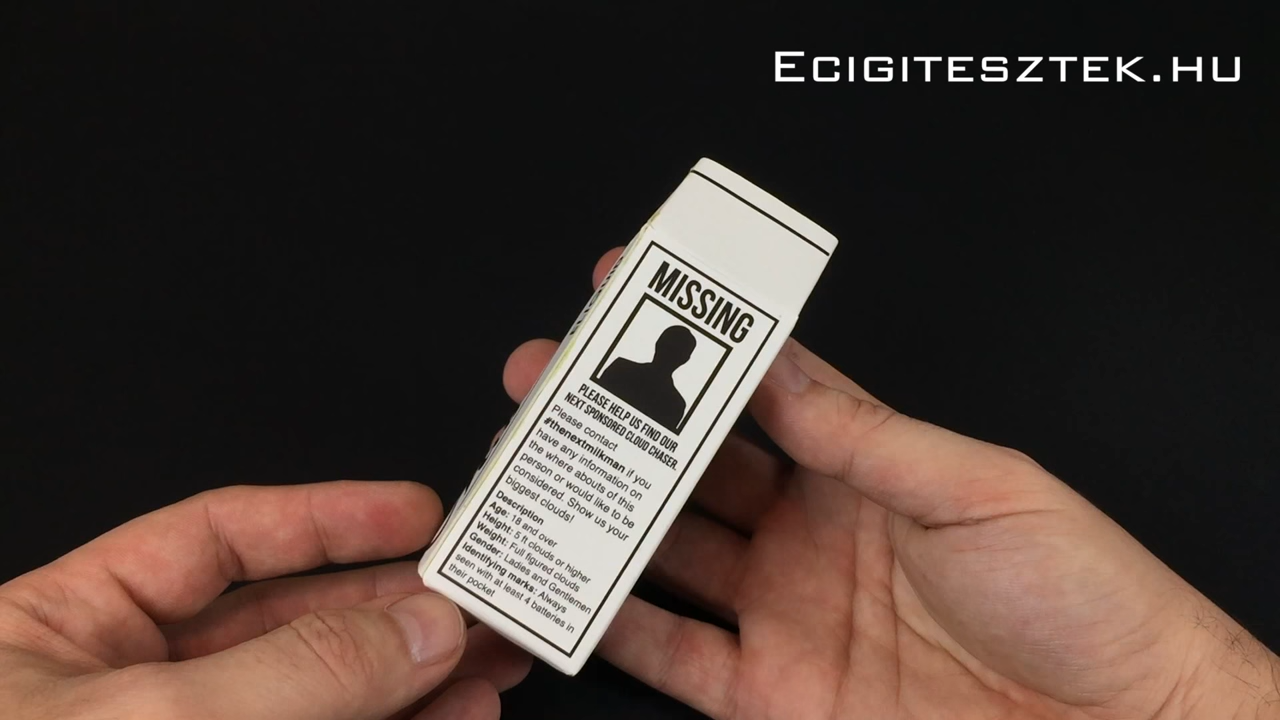 ECIGITESZTEK.HU
MISSING
PLEASE HELP US FIND OUR
NEXT SPONSORED CLOUD CHASER.
Please contact
#thenextmilkman if you
have any information on
the where abouts of this
person or would like to be
considered. Show us your
biggest clouds!
Description
Age: 18 and over
Height: 5 ft clouds or higher
Weight: Full figured clouds
Gender: Ladies and Gentlemen
Identifying marks: Always
seen with at least 4 batteries in
their pocket